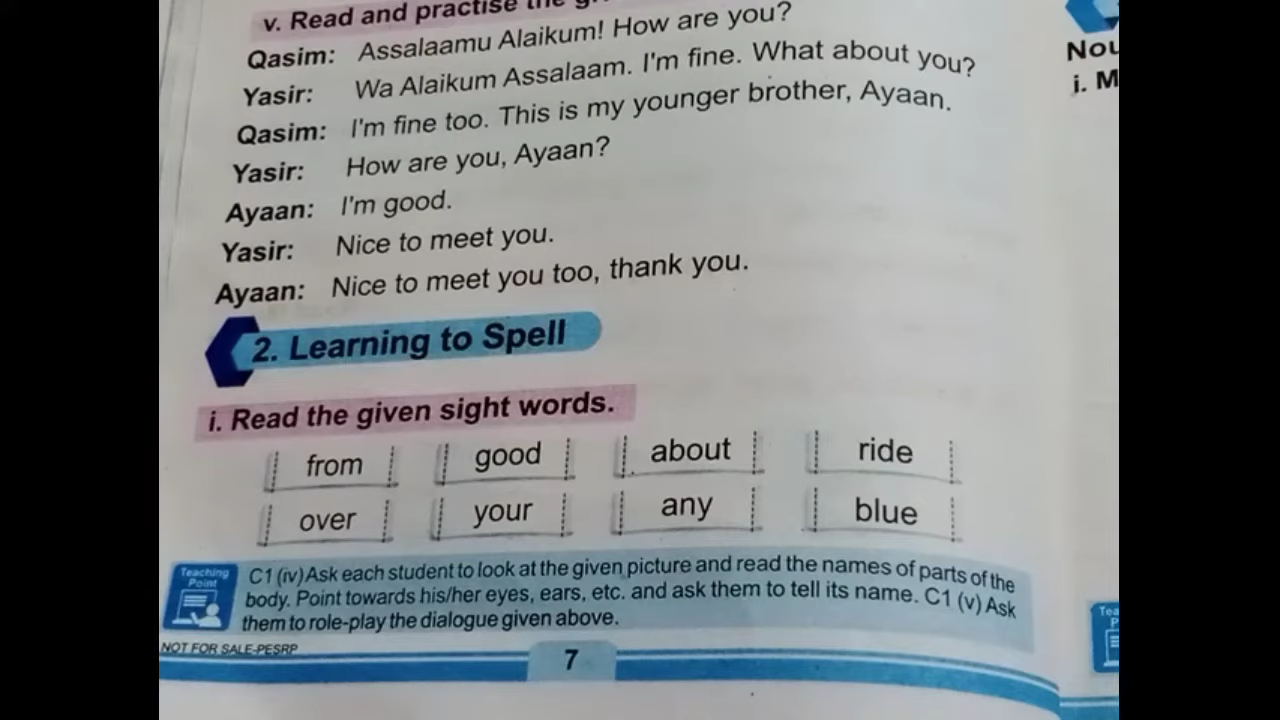 v. Read and practise the
Qasim: Assalaamu Alaikum! How are you?
Yasir: Wa Alaikum Assalaam. I'm fine. What about you?
Qasim: I'm fine too. This is my younger brother, Ayaan.
Yasir: How are you, Ayaan?
Ayaan: I'm good.
Yasir: Nice to meet you.
Ayaan: Nice to meet you too, thank you.
2. Learning to Spell
i. Read the given sight words.
from good about ride
over your any blue
Teaching
Point
C1 (iv) Ask each student to look at the given picture and read the names of parts of the
body. Point towards his/her eyes, ears, etc. and ask them to tell its name. C1 (v) Ask
them to role-play the dialogue given above.
NOT FOR SALE-PESRP
7
i. M